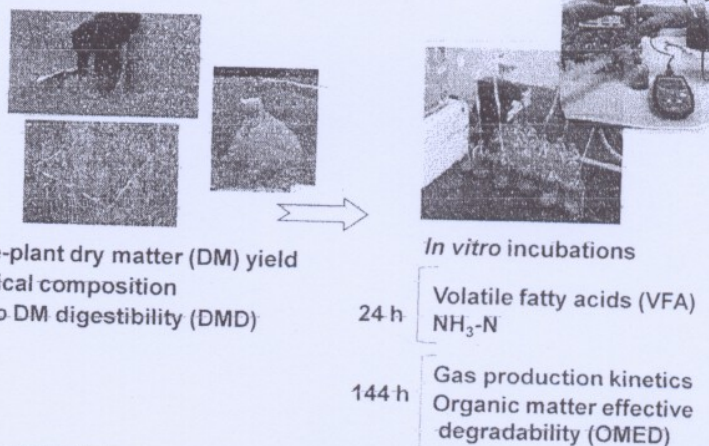 -plant dry matter (DM) yield
ical composition
DM digestibility (DMD)
In vitro incubations
24 h
Volatile fatty acids (VFA)
NH₃-N
144 h
Gas production kinetics
Organic matter effective
degradability (OMED)